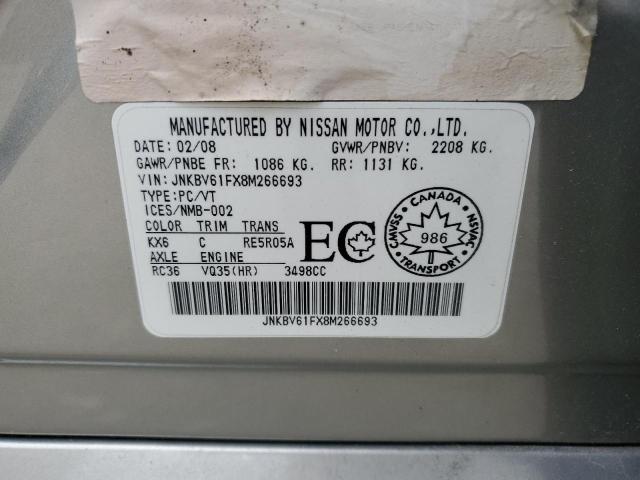 MANUFACTURED BY NISSAN MOTOR CO.,LTD.
DATE: 02/08 GVWR/PNBV: 2208 KG.
GAWR/PNBE FR: 1086 KG. RR: 1131 KG.
VIN: JNKBV61FX8M266693
TYPE: PC/VT
ICES/NMB-002
COLOR TRIM TRANS
KX6 C RE5R05A
AXLE ENGINE
RC36 VQ35(HR) 3498CC
EC
CANADA
CMVSS 986 NSVAC
TRANSPORT
JNKBV61FX8M266693